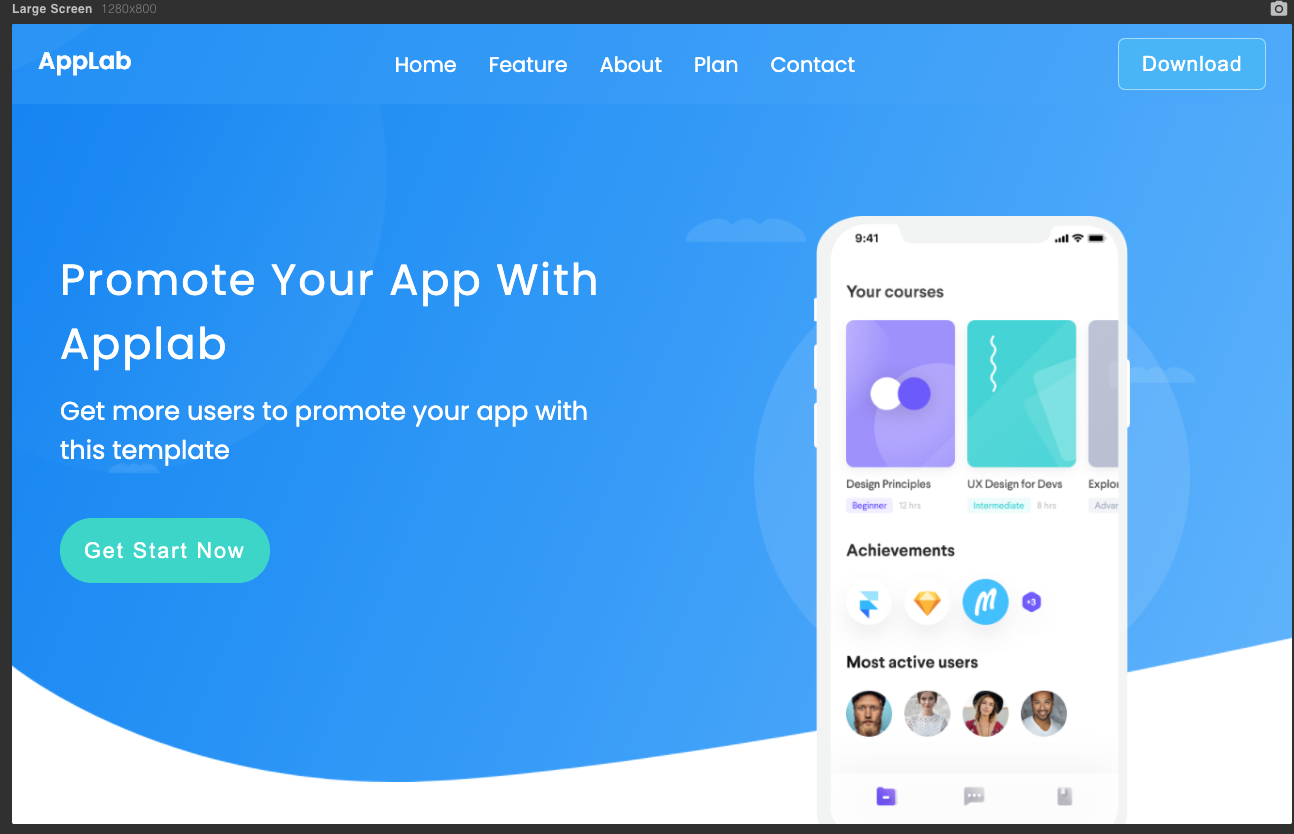 Large Screen 1280x800
AppLab
Home Feature About Plan Contact
Download
Promote Your App With
Applab
Get more users to promote your app with
this template
Get Start Now
9:41
Your courses
Design Principles UX Design for Devs Explor
Beginner 12 hrs Intermediate 8 hrs Advar
Achievements
+3
Most active users